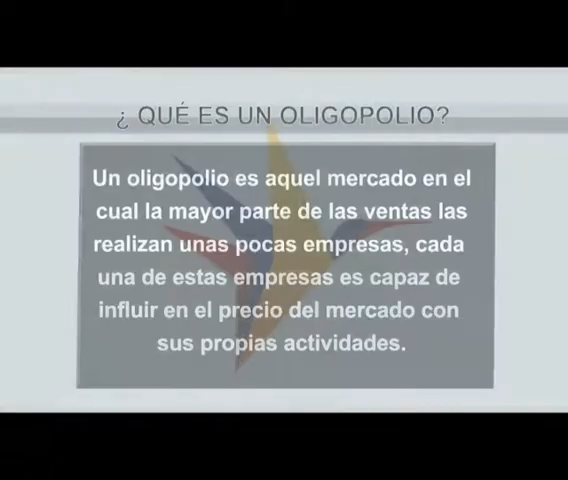 ¿ QUÉ ES UN OLIGOPOLIO?
Un oligopolio es aquel mercado en el
cual la mayor parte de las ventas las
realizan unas pocas empresas, cada
una de estas empresas es capaz de
influir en el precio del mercado con
sus propias actividades.